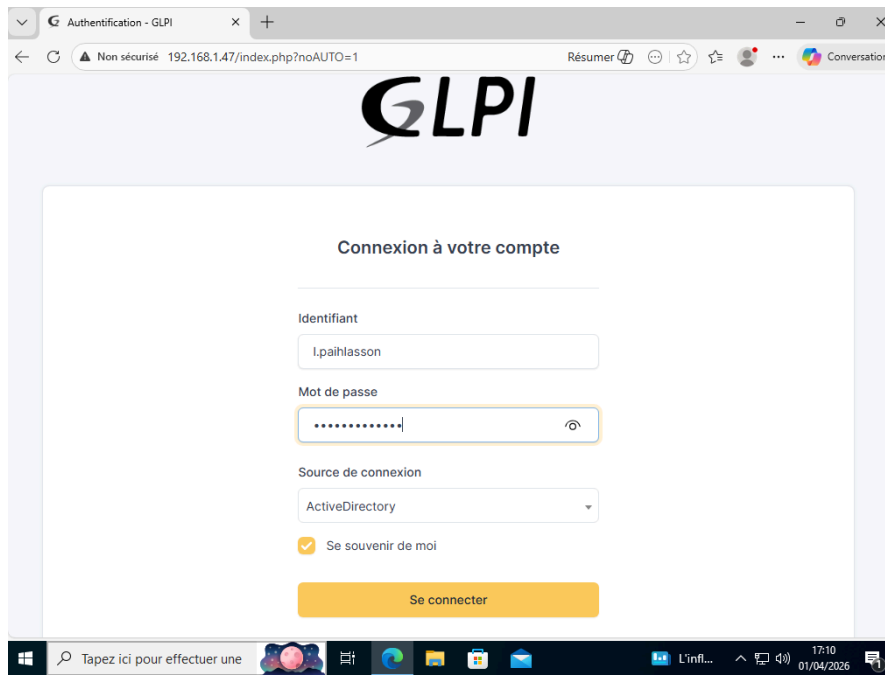 Authentification - GLPI
Non sécurisé 192.168.1.47/index.php?noAUTO=1 Résumer Conversation
GLPI
Connexion à votre compte
Identifiant
l.paihlasson
Mot de passe
•••••••••••••
Source de connexion
ActiveDirectory
Se souvenir de moi
Se connecter
Tapez ici pour effectuer une
L'infl...
17:10
01/04/2026
1